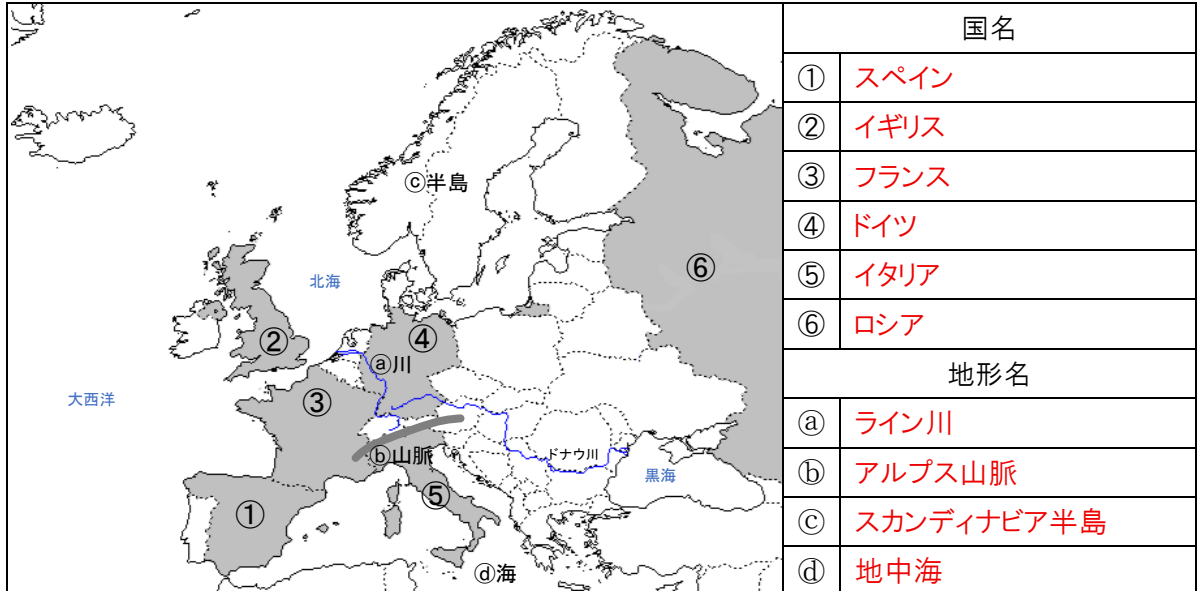 ⓒ半島
北海
⑥
②
④
ⓐ川
大西洋
③
ⓑ山脈
ドナウ川
黒海
①
⑤
ⓓ海
国名
① スペイン
② イギリス
③ フランス
④ ドイツ
⑤ イタリア
⑥ ロシア
地形名
ⓐ ライン川
ⓑ アルプス山脈
ⓒ スカンディナビア半島
ⓓ 地中海